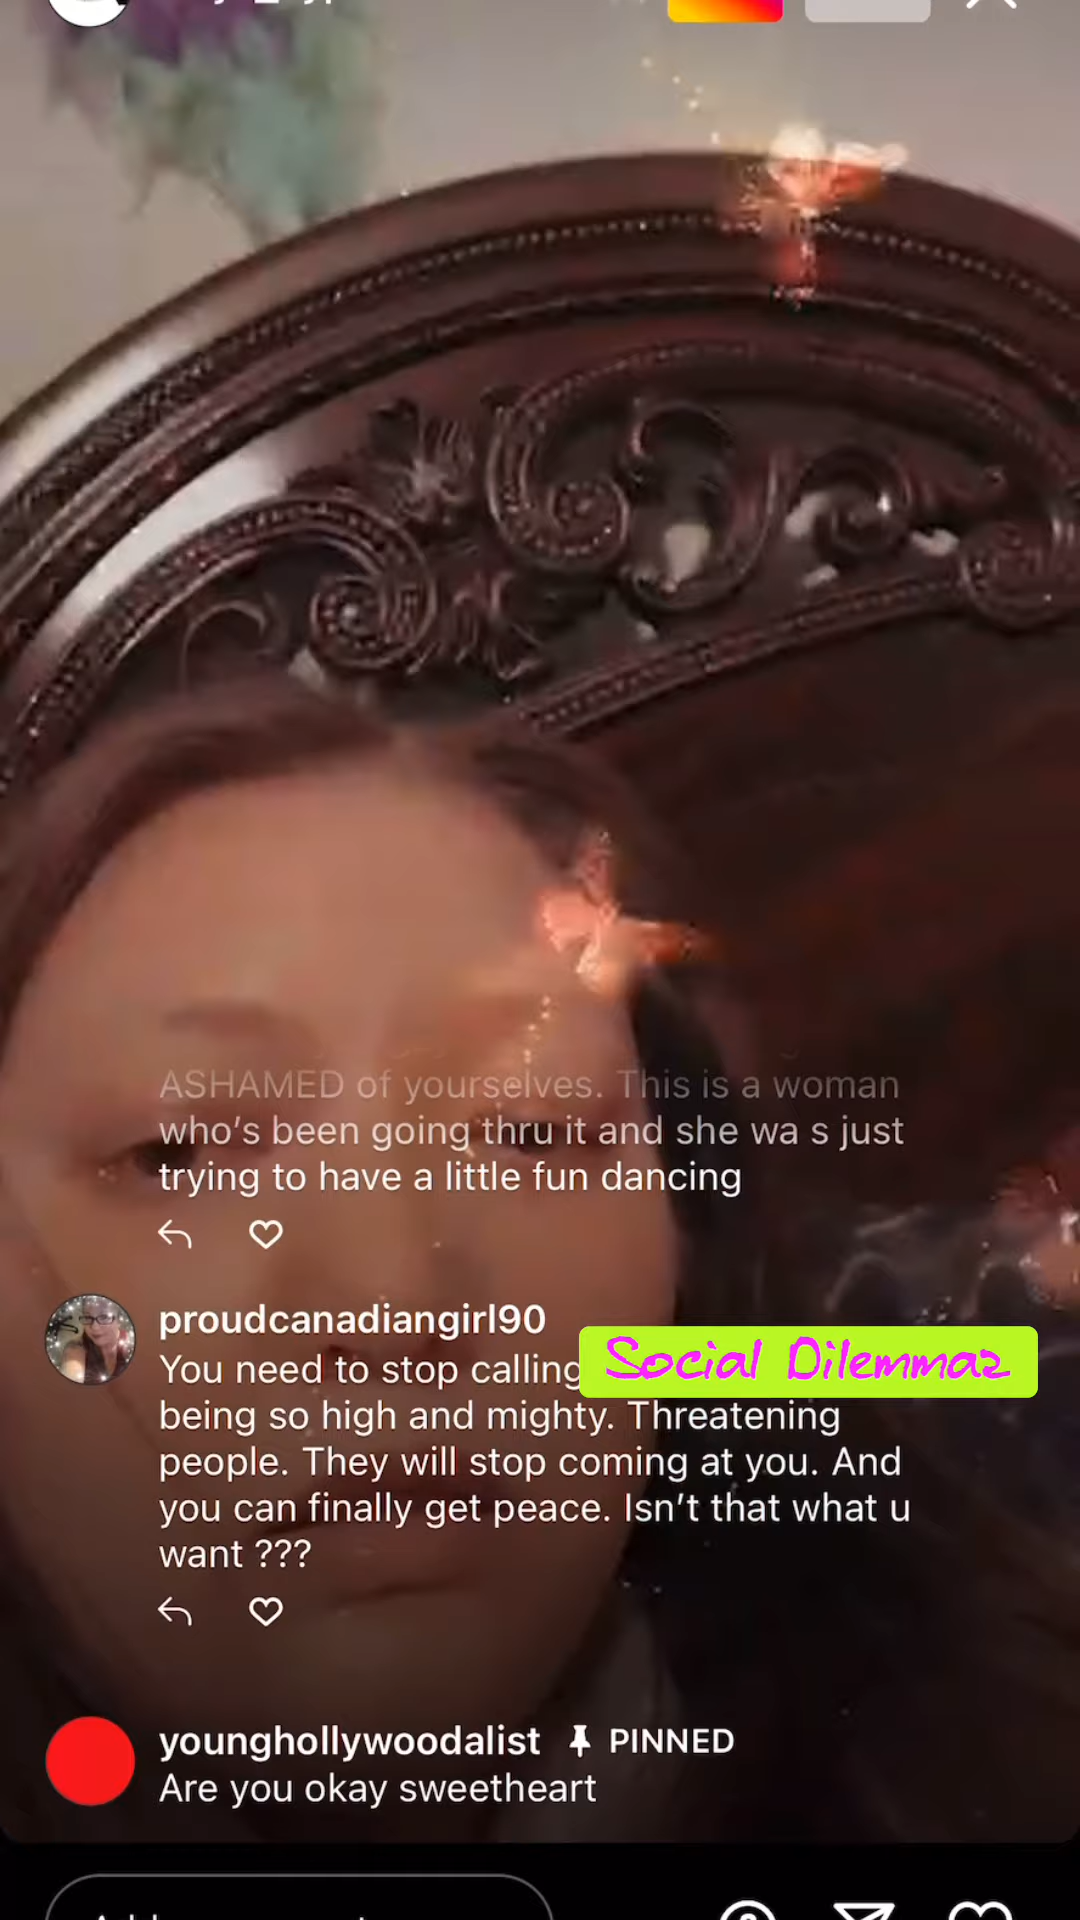 ASHAMED of yourselves. This is a woman
who's been going thru it and she wa s just
trying to have a little fun dancing
proudcanadiangirl90
You need to stop calling
Social Dilemmaz
being so high and mighty. Threatening
people. They will stop coming at you. And
you can finally get peace. Isn't that what u
want ???
younghollywoodalist PINNED
Are you okay sweetheart